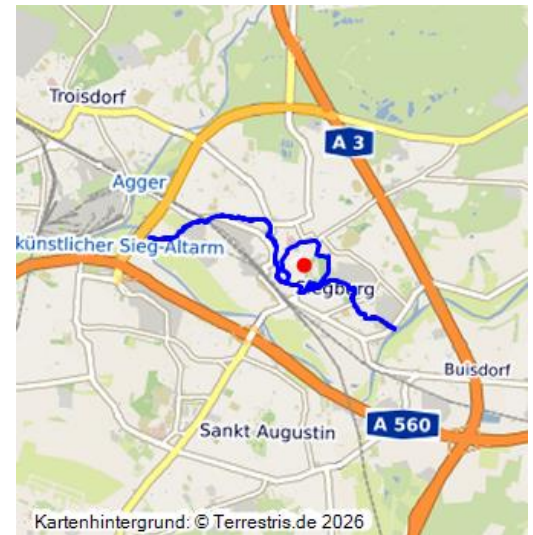 Troisdorf
A 3
Agger
künstlicher Sieg-Altarm
Siegburg
Buisdorf
A 560
Sankt Augustin
Kartenhintergrund: © Terrestris.de 2026